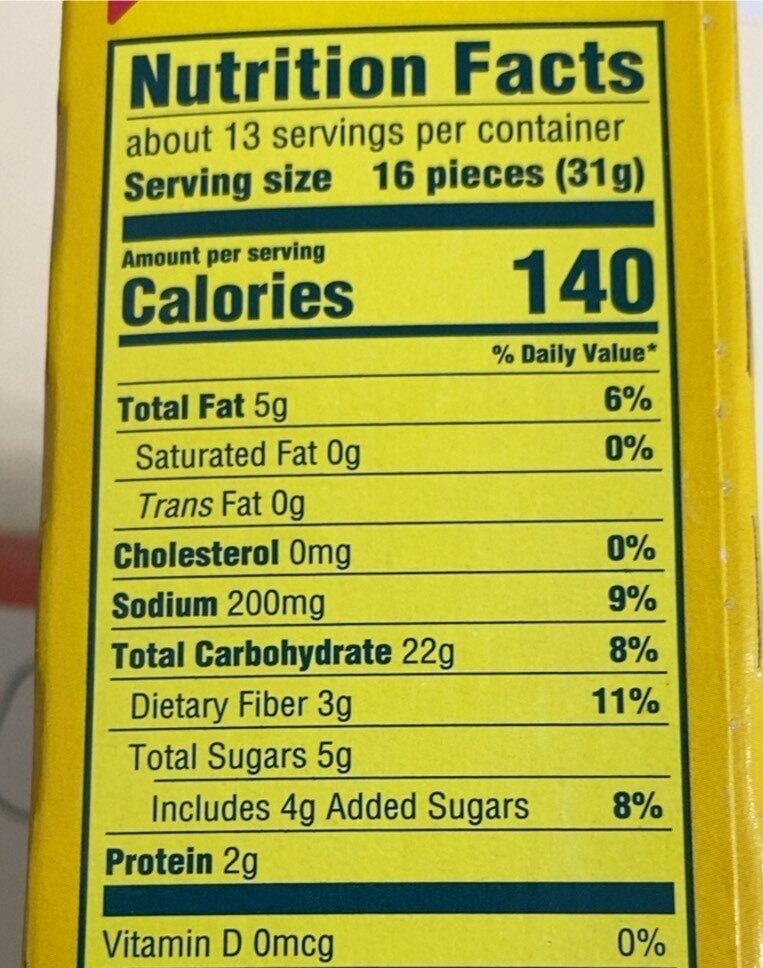 Nutrition Facts
about 13 servings per container
Serving size 16 pieces (31g)
Amount per serving
Calories 140
% Daily Value*
Total Fat 5g 6%
Saturated Fat 0g 0%
Trans Fat 0g
Cholesterol 0mg 0%
Sodium 200mg 9%
Total Carbohydrate 22g 8%
Dietary Fiber 3g 11%
Total Sugars 5g
Includes 4g Added Sugars 8%
Protein 2g
Vitamin D 0mcg 0%